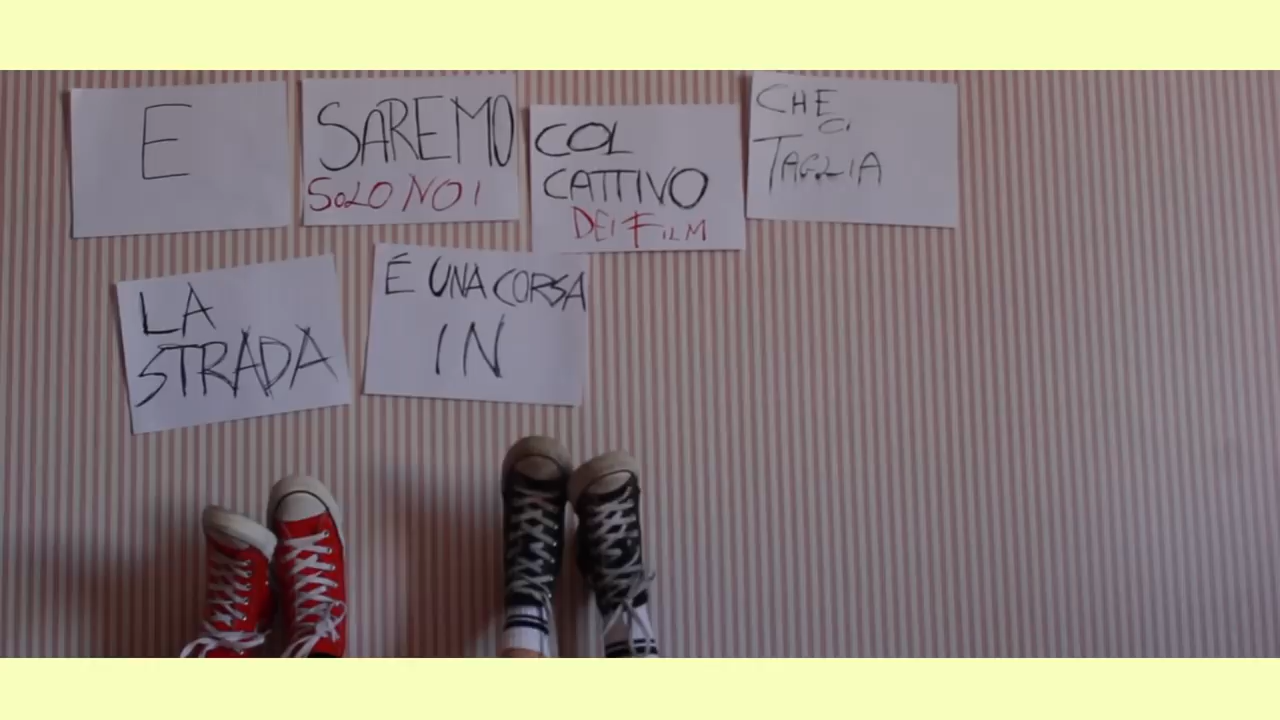 E
SAREMO
SOLO NOI
COL
CATTIVO
DEI FILM
CHE
CI
TAGLIA
LA
STRADA
È UNA CORSA
IN